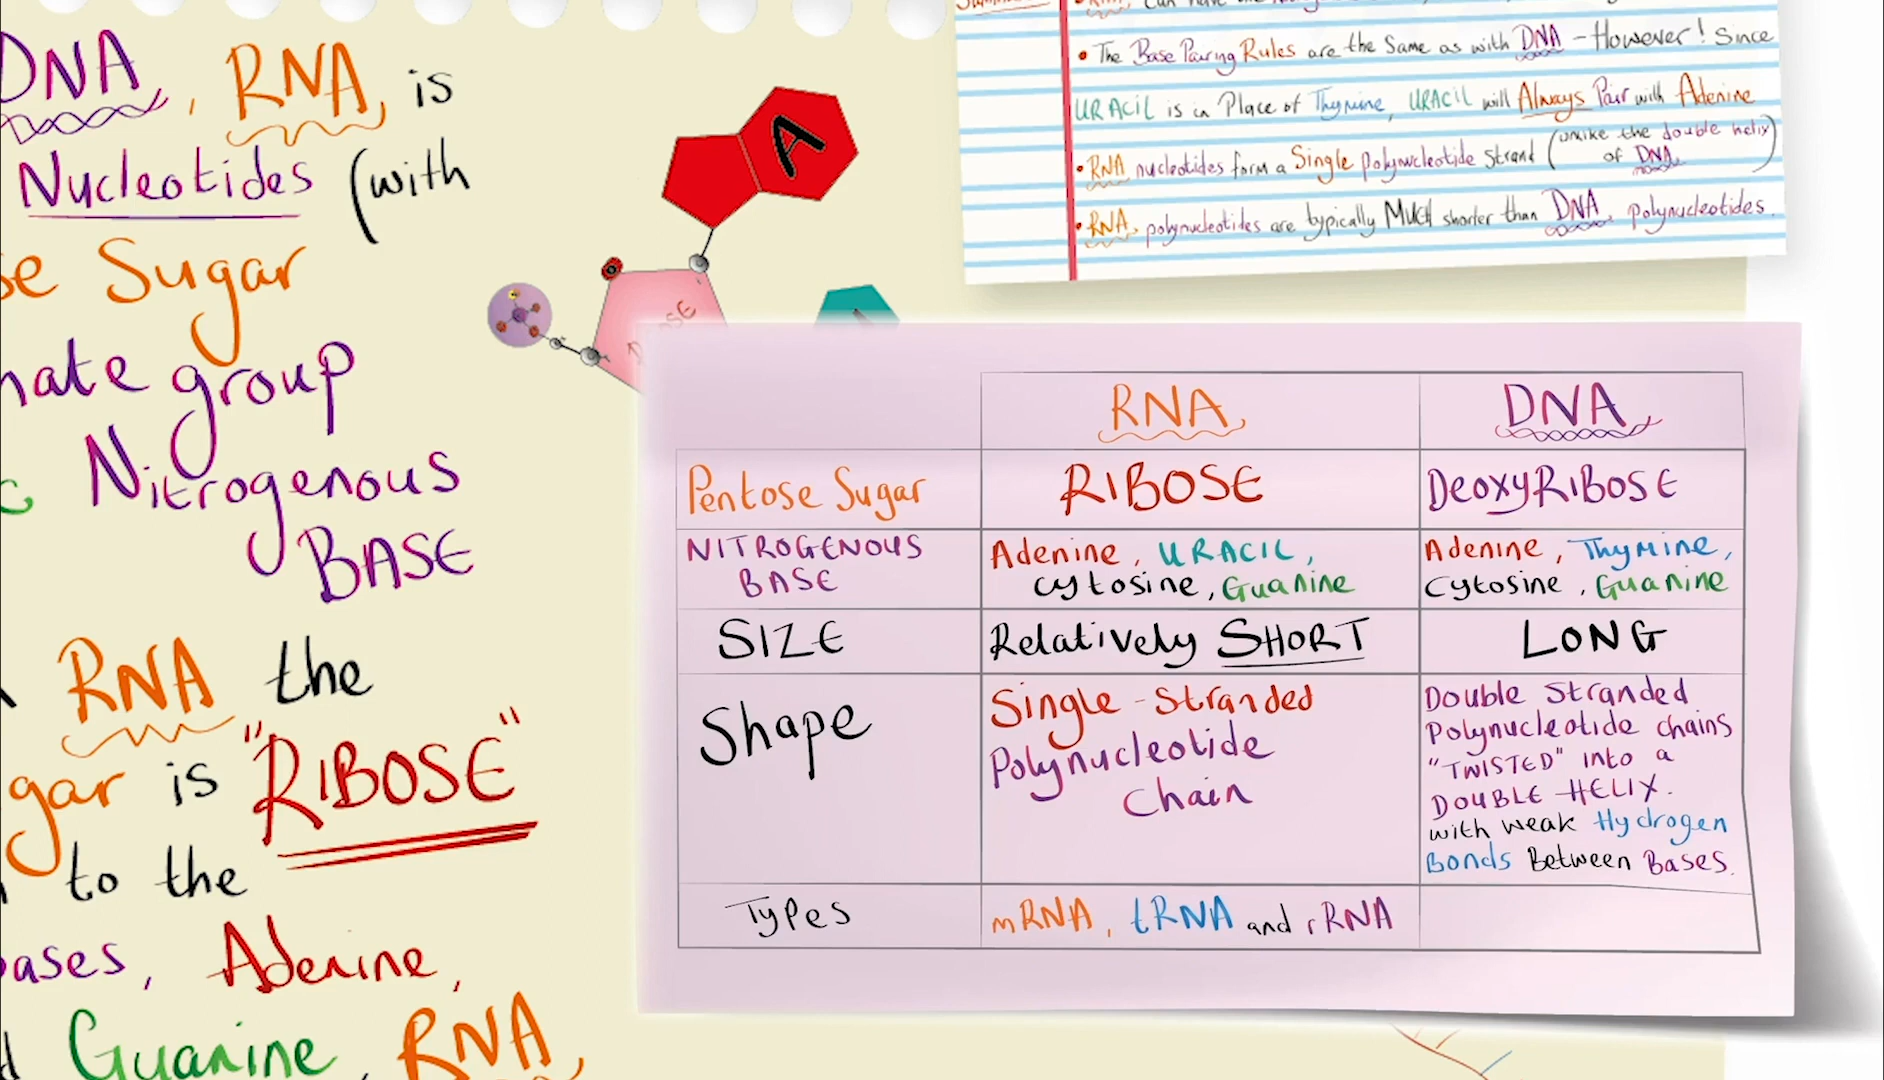 DNA, RNA, is
Nucleotides (with
Sugar
group
Nitrogenous
BASE
RNA the
is "RIBOSE"
to the
Adenine,
Guanine, RNA,
A
• The Base Pairing Rules are the Same as with DNA - However! Since
URACIL is in Place of Thymine, URACIL will Always Pair with Adenine
• RNA nucleotides form a Single polynucleotide strand (unlike the double helix
of DNA)
• RNA polynucleotides are typically MUCH shorter than DNA polynucleotides.
RNA DNA
Pentose Sugar RIBOSE DeoxyRIBOSE
NITROGENOUS BASE Adenine, URACIL, Cytosine, Guanine Adenine, Thymine, Cytosine, Guanine
SIZE Relatively SHORT LONG
Shape
Single-Stranded
Polynucleotide
Chain
Double Stranded
Polynucleotide chains
"TWISTED" into a
DOUBLE HELIX.
with weak Hydrogen
Bonds Between Bases.
Types mRNA, tRNA and rRNA